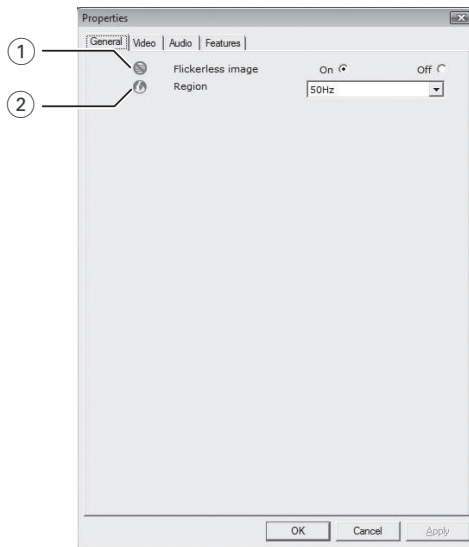 Properties
General Video Audio Features
1 Flickerless image On Off
2 Region 50Hz
OK Cancel Apply